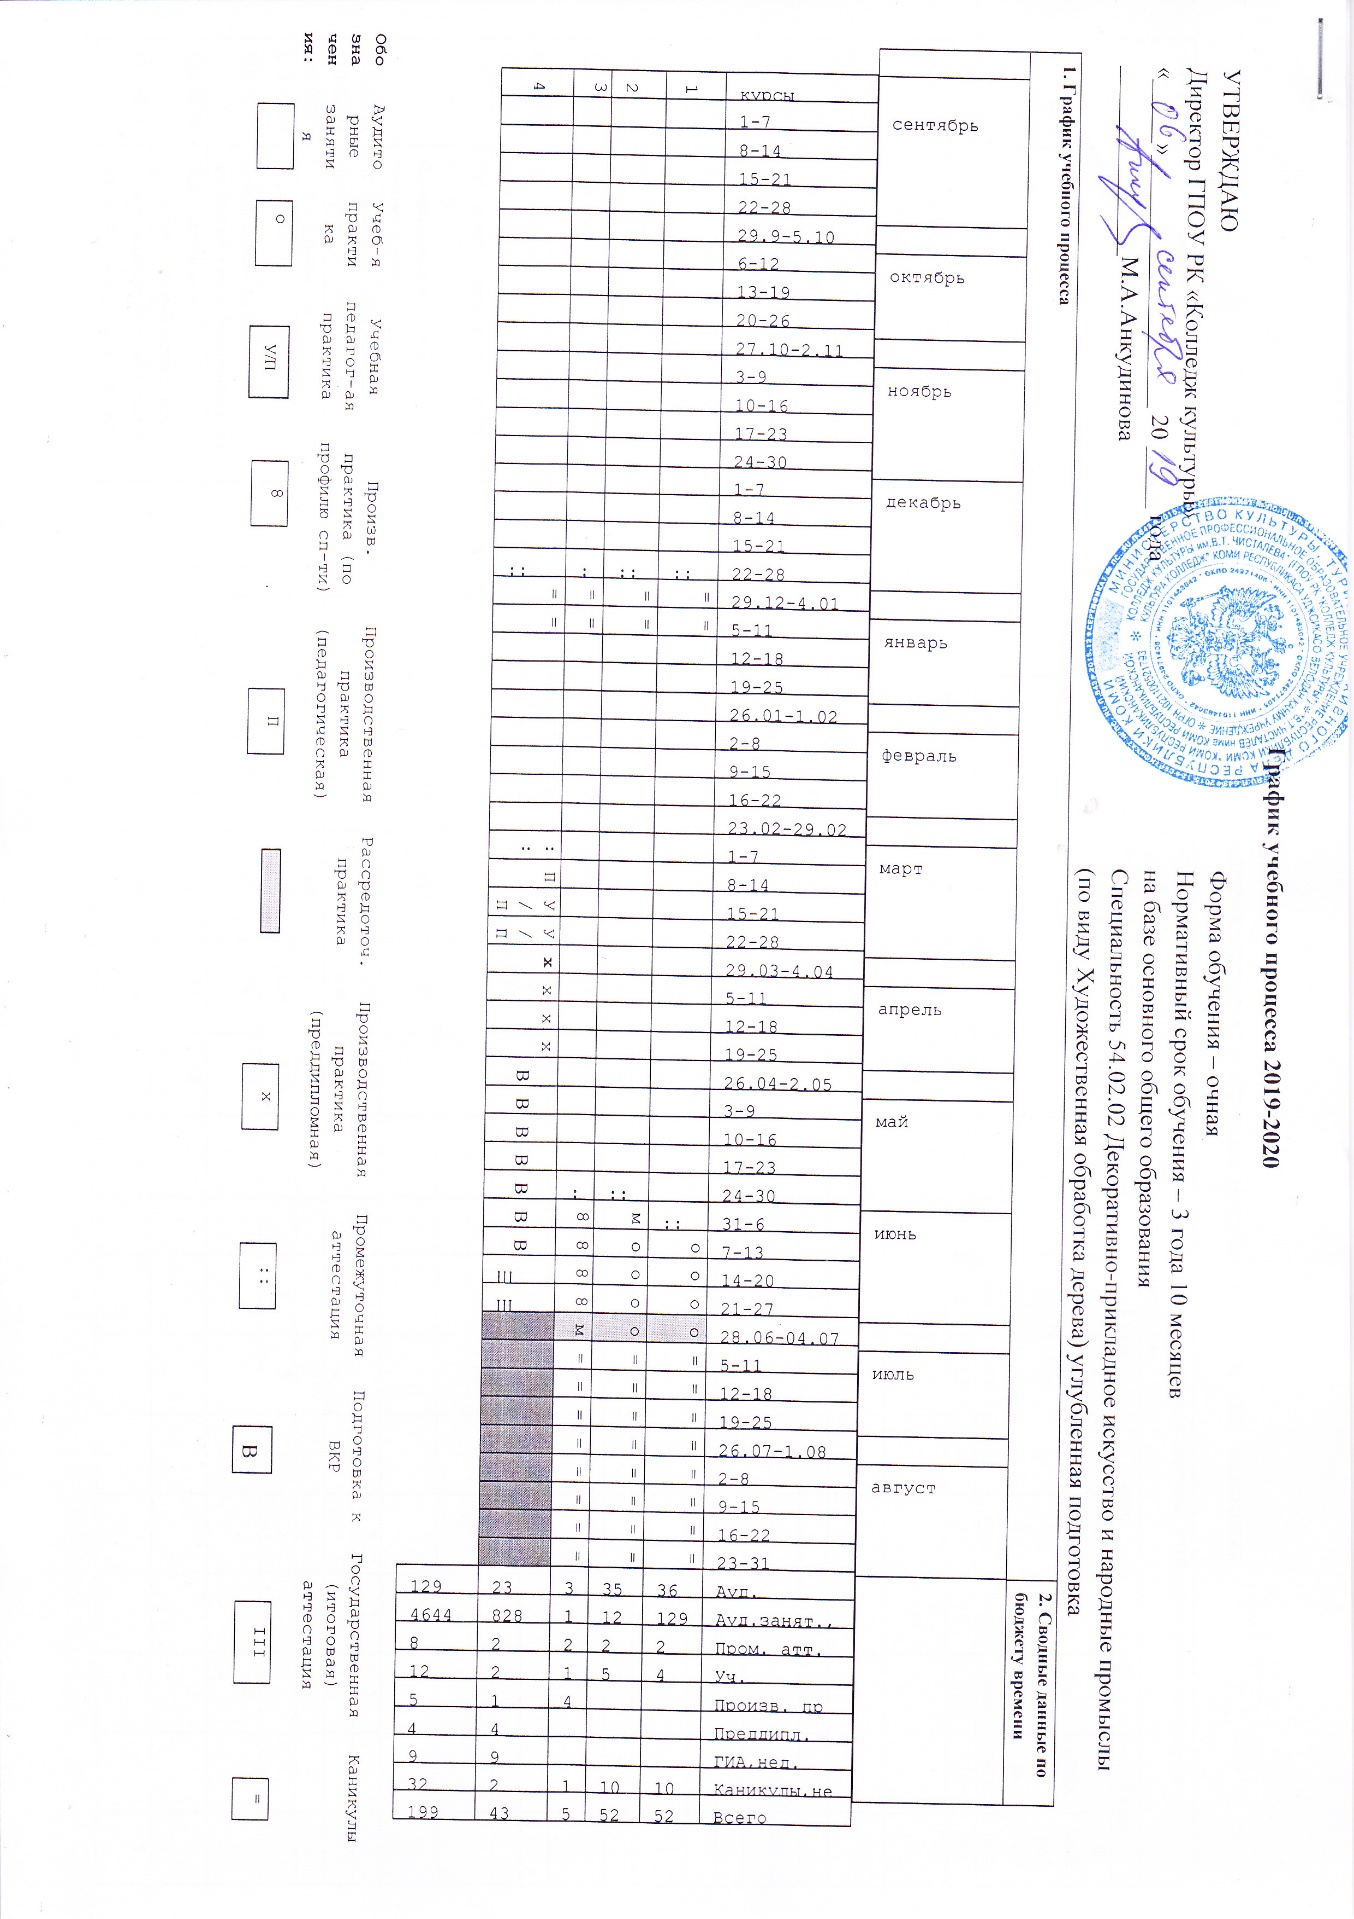 УТВЕРЖДАЮ
Директор ГПОУ РК «Колледж культуры»
«06» сентября 2019 года
М.А.Анкудинова
График учебного процесса 2019-2020
Форма обучения – очная
Нормативный срок обучения – 3 года 10 месяцев
на базе основного общего образования
Специальность 54.02.02 Декоративно-прикладное искусство и народные промыслы
(по виду Художественная обработка дерева) углубленная подготовка
1. График учебного процесса
2. Сводные данные по бюджету времени
сентябрь октябрь ноябрь декабрь январь февраль март апрель май июнь июль август
курсы 1-7 8-14 15-21 22-28 29.9-5.10 6-12 13-19 20-26 27.10-2.11 3-9 10-16 17-23 24-30 1-7 8-14 15-21 22-28 29.12-4.01 5-11 12-18 19-25 26.01-1.02 2-8 9-15 16-22 23.02-29.02 1-7 8-14 15-21 22-28 29.03-4.04 5-11 12-18 19-25 26.04-2.05 3-9 10-16 17-23 24-30 31-6 7-13 14-20 21-27 28.06-04.07 5-11 12-18 19-25 26.07-1.08 2-8 9-15 16-22 23-31 Ауд. Ауд.занят., Пром. атт. Уч. Произв. пр Преддипл. ГИА.нед. Каникулы.не Всего
1 :: = = :: О О О О = = = = = = = = 36 129 2 4 10 52
2 :: = = :: М О О О О = = = = = = = = 35 12 2 5 10 52
3 : = = : 8 8 8 8 М = = = = = = = = 3 1 2 1 4 1 5
4 :: = = :: П У/П У/П х х х х В В В В В В В III III 23 828 2 2 1 4 9 2 43
129 4644 8 12 5 4 9 32 199
Обозначения:
Аудиторные занятия
Учеб-я практика
О
Учебная педагог-ая практика
У/П
Произв. практика (по профилю сп-ти)
8
Производственная практика (педагогическая)
П
Рассредоточ. практика
Производственная практика (преддипломная)
х
Промежуточная аттестация
::
Подготовка к ВКР
В
Государственная (итоговая) аттестация
III
Каникулы
=